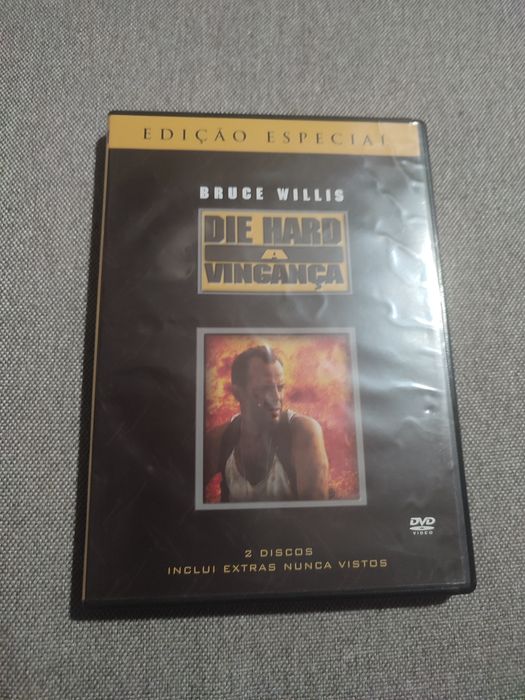 EDIÇÃO ESPECIAL
BRUCE WILLIS
DIE HARD
A
VINGANÇA
DVD
VIDEO
2 DISCOS
INCLUI EXTRAS NUNCA VISTOS